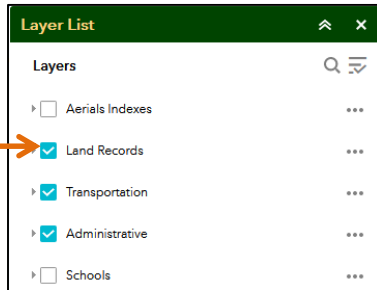 Layer List
Layers
Aerials Indexes
Land Records
Transportation
Administrative
Schools